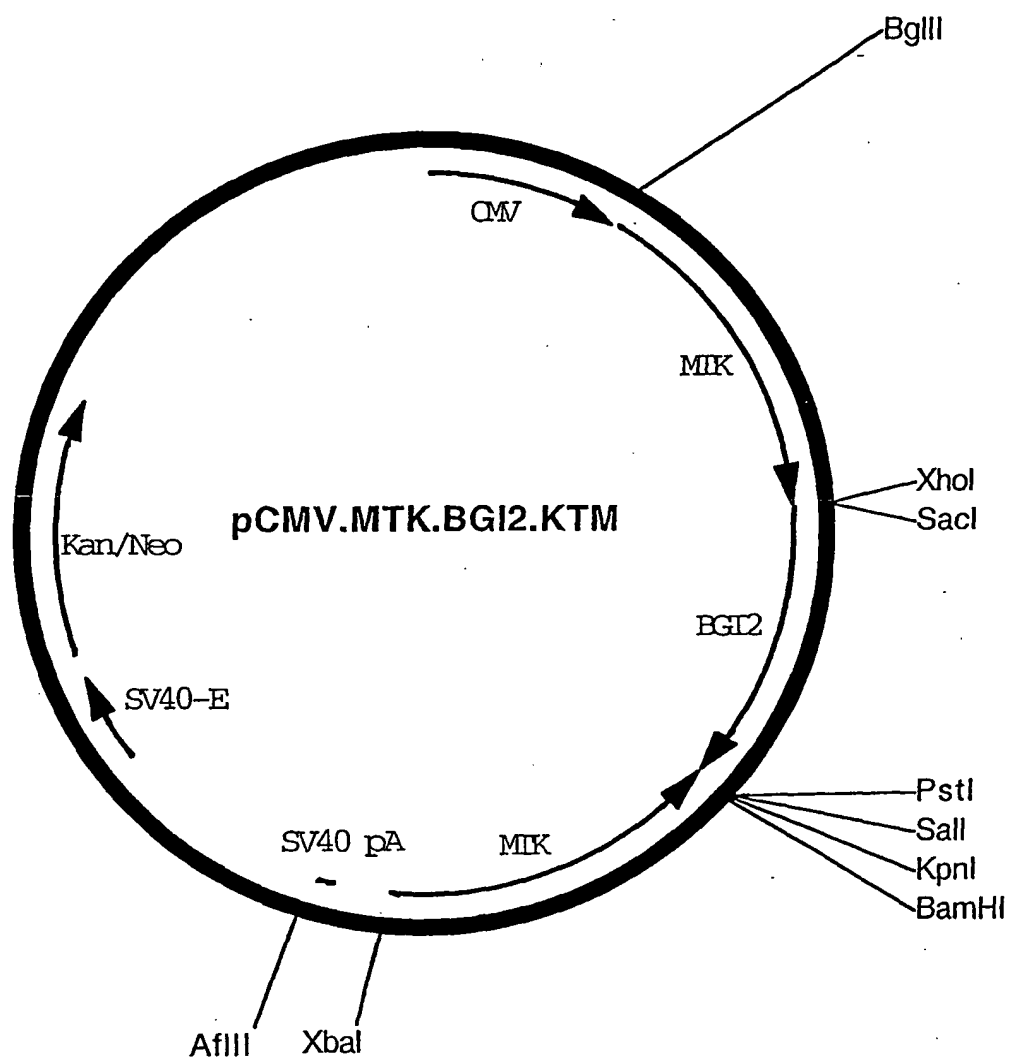 BglII
CMV
MTK
XhoI
SacI
pCMV.MTK.BGI2.KTM
Kan/Neo
BGI2
SV40-E
PstI
SalI
KpnI
BamHI
SV40 pA
MTK
AflII
XbaI